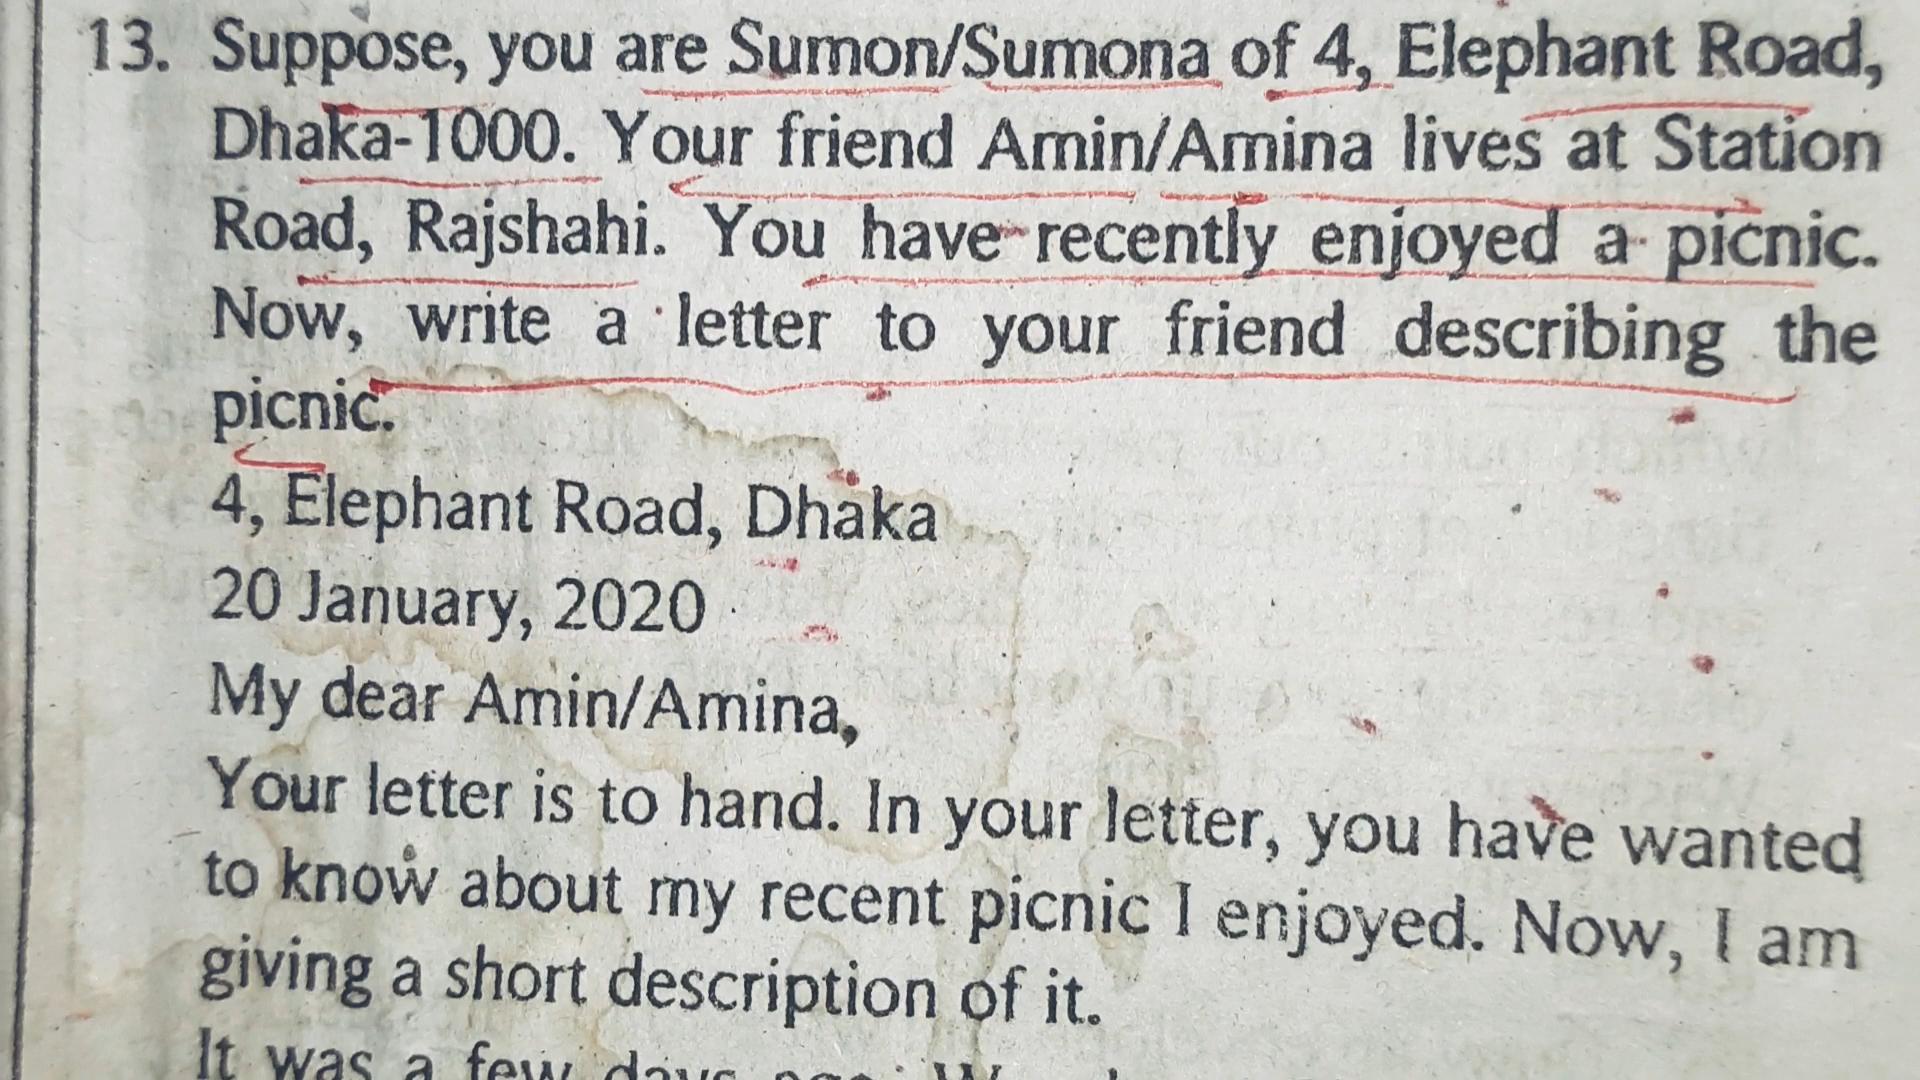 13. Suppose, you are Sumon/Sumona of 4, Elephant Road,
Dhaka-1000. Your friend Amin/Amina lives at Station
Road, Rajshahi. You have recently enjoyed a picnic.
Now, write a letter to your friend describing the
picnic.
4, Elephant Road, Dhaka
20 January, 2020
My dear Amin/Amina,
Your letter is to hand. In your letter, you have wanted
to know about my recent picnic I enjoyed. Now, I am
giving a short description of it.
It was a few days ago.